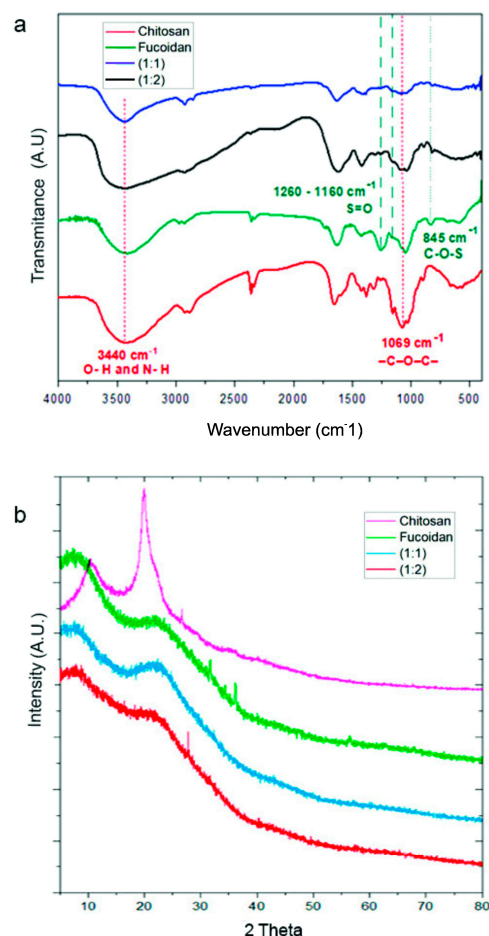 a
Chitosan
Fucoidan
(1:1)
(1:2)
Transmitance (A.U)
1260 - 1160 cm⁻¹
S=O
845 cm⁻¹
C-O-S
3440 cm⁻¹
O- H and N- H
1069 cm⁻¹
–C–O–C–
4000 3500 3000 2500 2000 1500 1000 500
Wavenumber (cm⁻1)
b
Chitosan
Fucoidan
(1:1)
(1:2)
Intensity (A.U.)
10 20 30 40 50 60 70 80
2 Theta